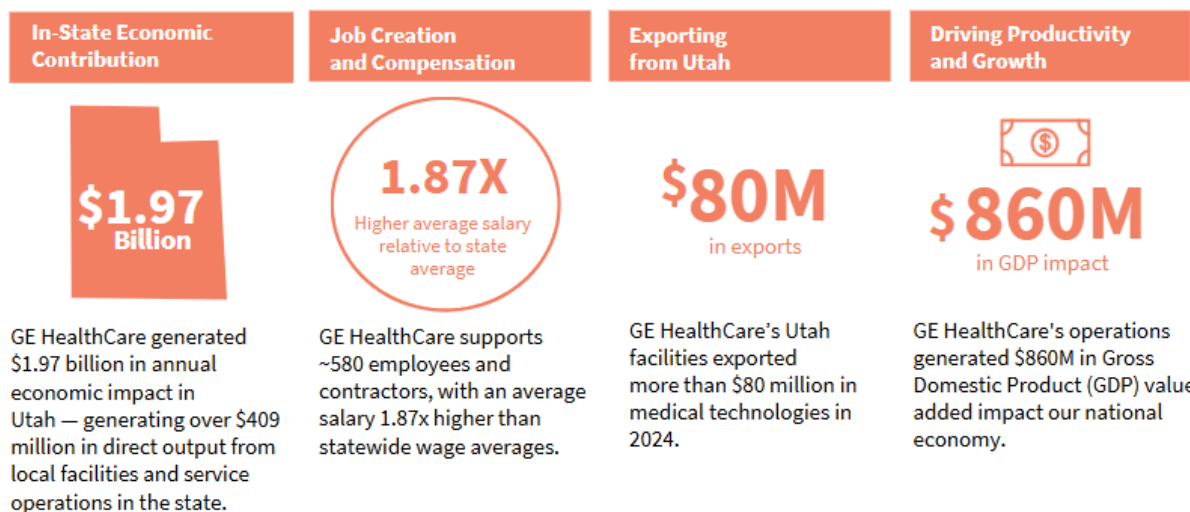 In-State Economic
Contribution
$1.97
Billion
GE HealthCare generated
$1.97 billion in annual
economic impact in
Utah — generating over $409
million in direct output from
local facilities and service
operations in the state.
Job Creation
and Compensation
1.87X
Higher average salary
relative to state
average
GE HealthCare supports
~580 employees and
contractors, with an average
salary 1.87x higher than
statewide wage averages.
Exporting
from Utah
$80M
in exports
GE HealthCare’s Utah
facilities exported
more than $80 million in
medical technologies in
2024.
Driving Productivity
and Growth
$
$860M
in GDP impact
GE HealthCare's operations
generated $860M in Gross
Domestic Product (GDP) value
added impact our national
economy.